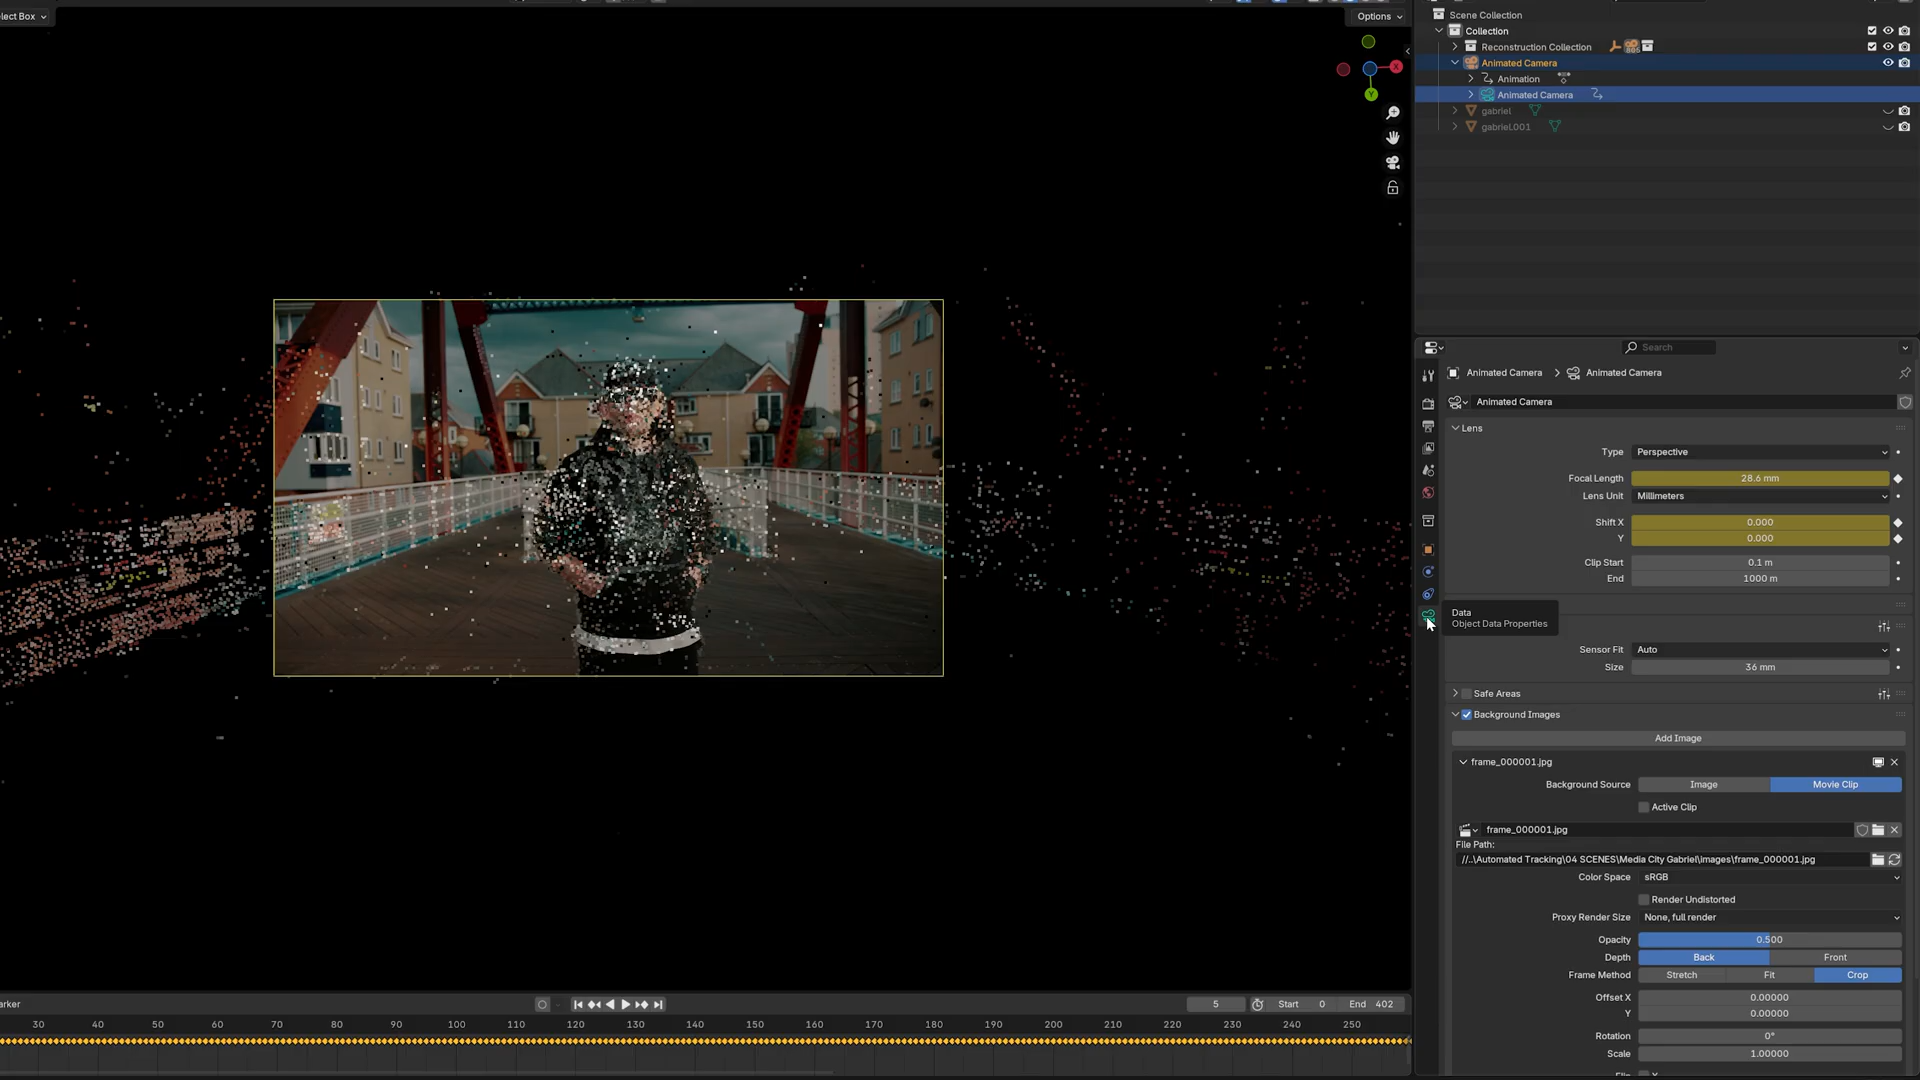 lect Box
Options
Scene Collection
Collection
Reconstruction Collection
Animated Camera
Animation
Animated Camera
gabriel
gabriel.001
X
Y
Search
Animated Camera > Animated Camera
Animated Camera
Lens
Type Perspective
Focal Length 28.6 mm
Lens Unit Millimeters
Shift X 0.000
Y 0.000
Clip Start 0.1 m
End 1000 m
Data
Object Data Properties
Sensor Fit Auto
Size 36 mm
Safe Areas
Background Images
Add Image
frame_000001.jpg
Background Source Image Movie Clip
Active Clip
frame_000001.jpg
File Path:
//..\Automated Tracking\04 SCENES\Media City Gabriel\images\frame_000001.jpg
Color Space sRGB
Render Undistorted
Proxy Render Size None, full render
Opacity 0.500
Depth Back Front
Frame Method Stretch Fit Crop
Offset X 0.00000
Y 0.00000
Rotation 0°
Scale 1.00000
arker
5 Start 0 End 402
30 40 50 60 70 80 90 100 110 120 130 140 150 160 170 180 190 200 210 220 230 240 250